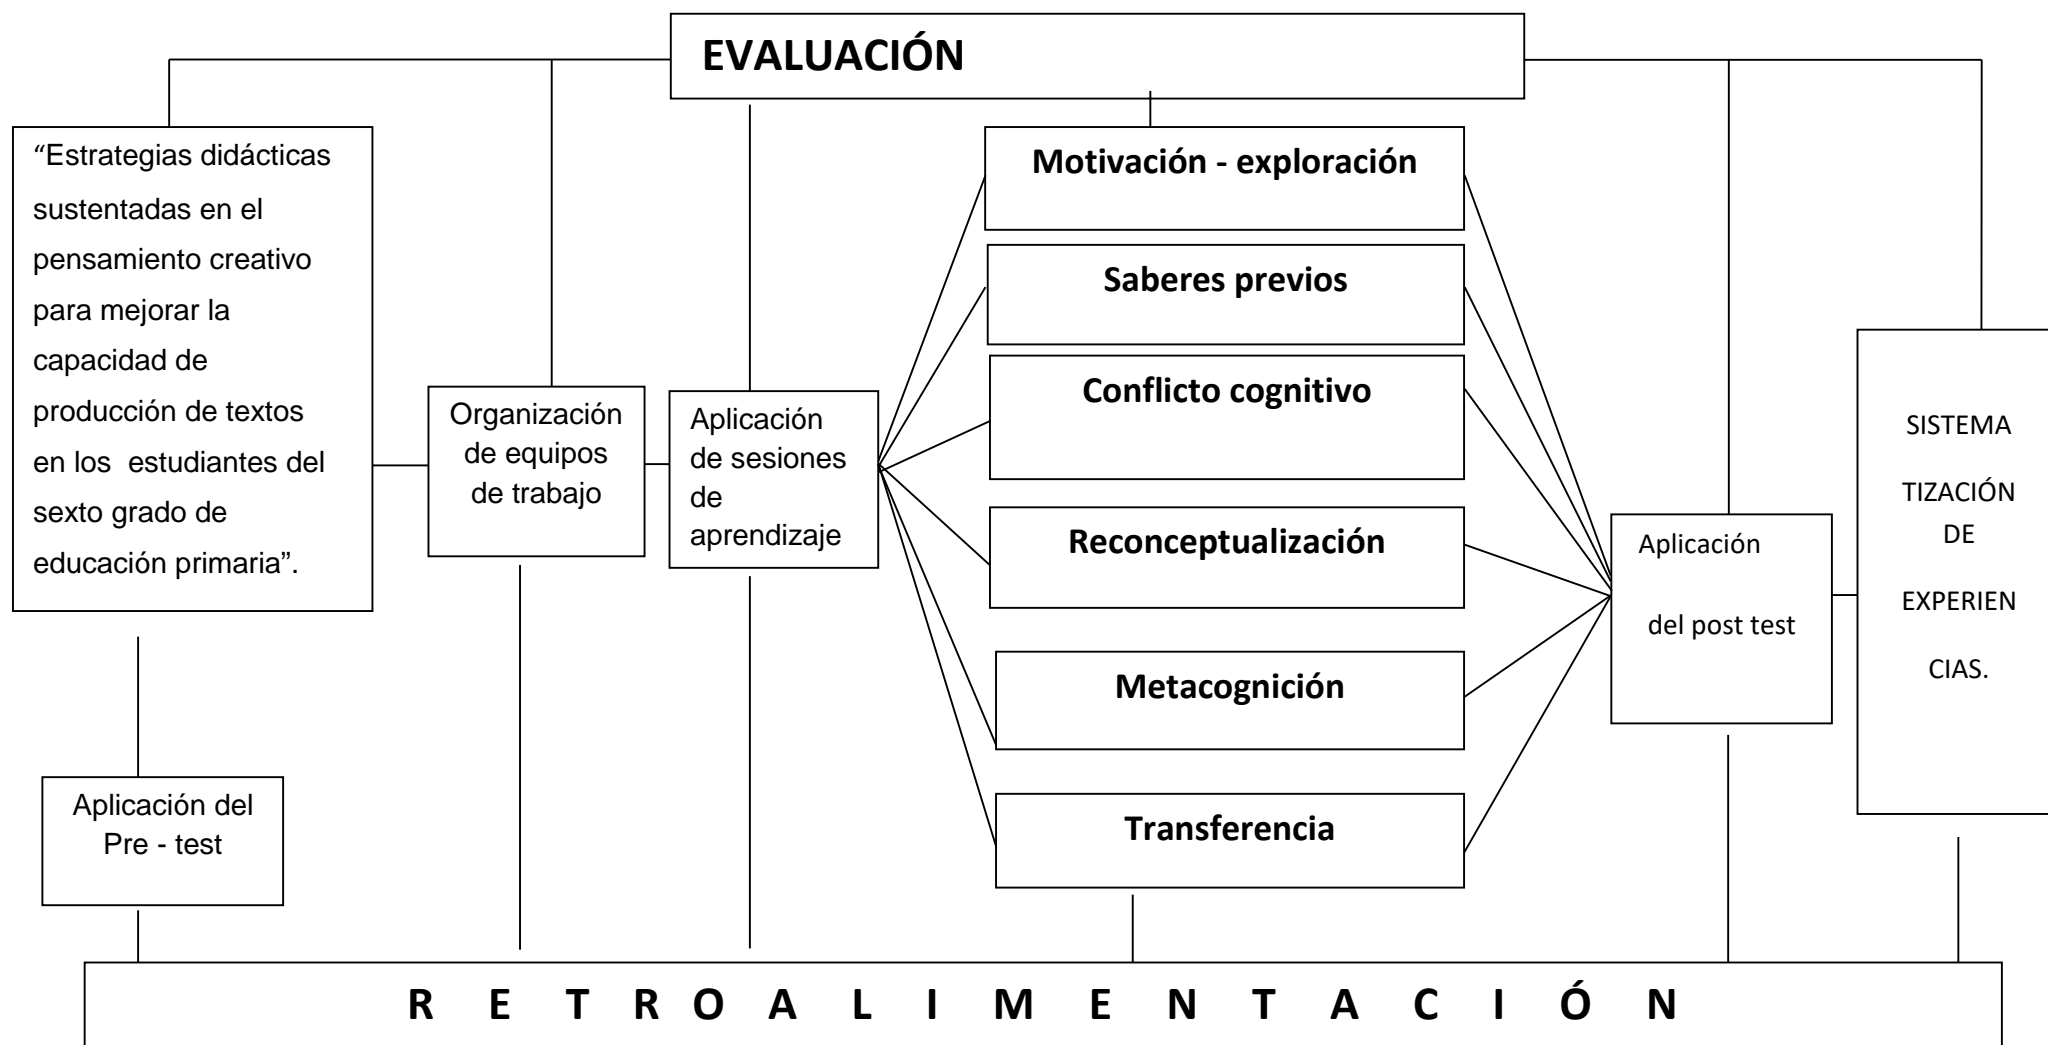 EVALUACIÓN
“Estrategias didácticas
sustentadas en el
pensamiento creativo
para mejorar la
capacidad de
producción de textos
en los  estudiantes del
sexto grado de
educación primaria”.
Aplicación del
Pre - test
Organización
de equipos
de trabajo
Aplicación
de sesiones
de
aprendizaje
Motivación - exploración
Saberes previos
Conflicto cognitivo
Reconceptualización
Metacognición
Transferencia
Aplicación
del post test
SISTEMA
TIZACIÓN
DE
EXPERIEN
CIAS.
R E T R O A L I M E N T A C I Ó N